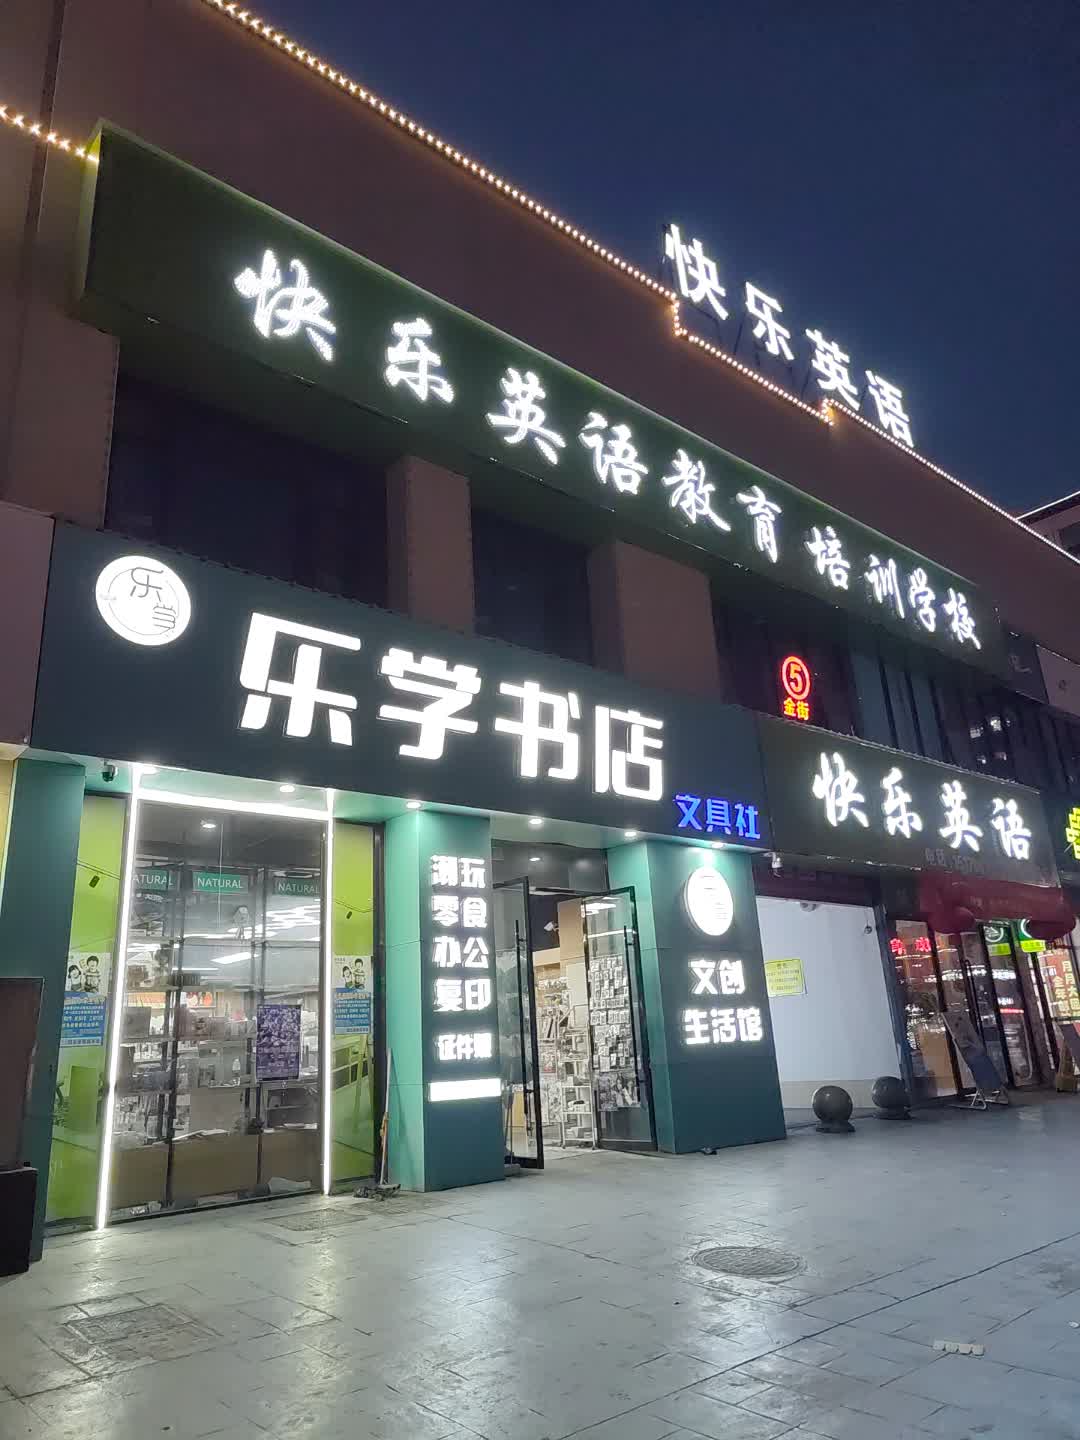 快乐英语
快乐英语教育培训学校
乐学
乐学书店
文具社
5
金街
快乐英语
NATURAL
NATURAL
NATURAL
潮玩
零食
办公
复印
证件照
文创
生活馆